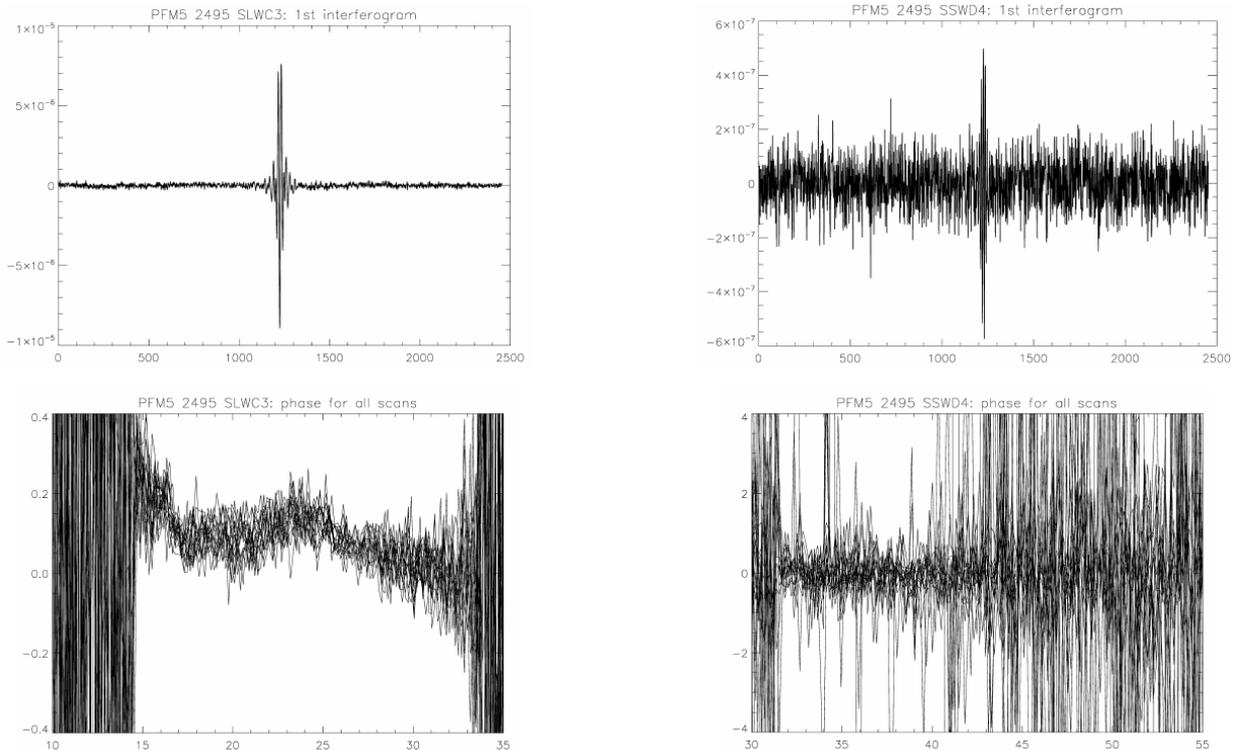 PFM5 2495 SLWC3: 1st interferogram
1×10⁻⁵
5×10⁻⁶
0
−5×10⁻⁶
−1×10⁻⁵
0 500 1000 1500 2000 2500
PFM5 2495 SSWD4: 1st interferogram
6×10⁻⁷
4×10⁻⁷
2×10⁻⁷
0
−2×10⁻⁷
−4×10⁻⁷
−6×10⁻⁷
0 500 1000 1500 2000 2500
PFM5 2495 SLWC3: phase for all scans
0.4
0.2
0.0
−0.2
−0.4
10 15 20 25 30 35
PFM5 2495 SSWD4: phase for all scans
4
2
0
−2
−4
30 35 40 45 50 55